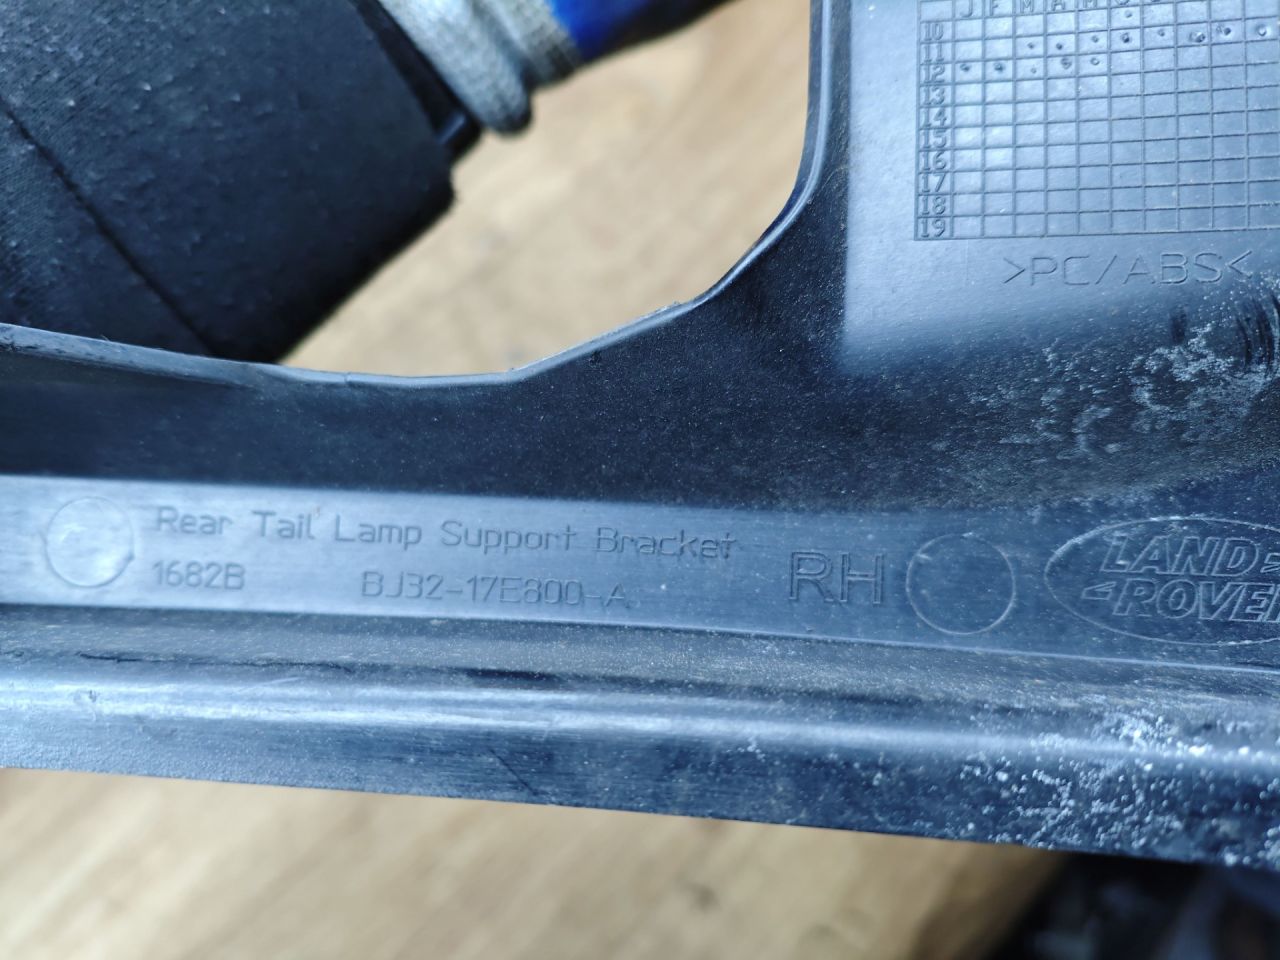 J F M A M J
10
11
12
13
14
15
16
17
18
19
>PC/ABS<
Rear Tail Lamp Support Bracket
1682B BJ32-17E800-A RH
LAND
ROVER